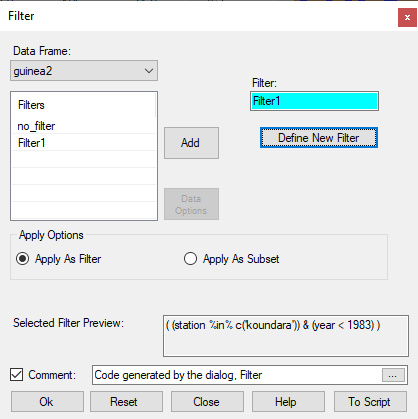 Filter
x
Data Frame:
guinea2
Filter:
Filter1
Filters
no_filter
Filter1
Add
Define New Filter
Data
Options
Apply Options
Apply As Filter
Apply As Subset
Selected Filter Preview:
( (station %in% c('koundara')) & (year < 1983) )
Comment:
Code generated by the dialog, Filter
...
Ok
Reset
Close
Help
To Script